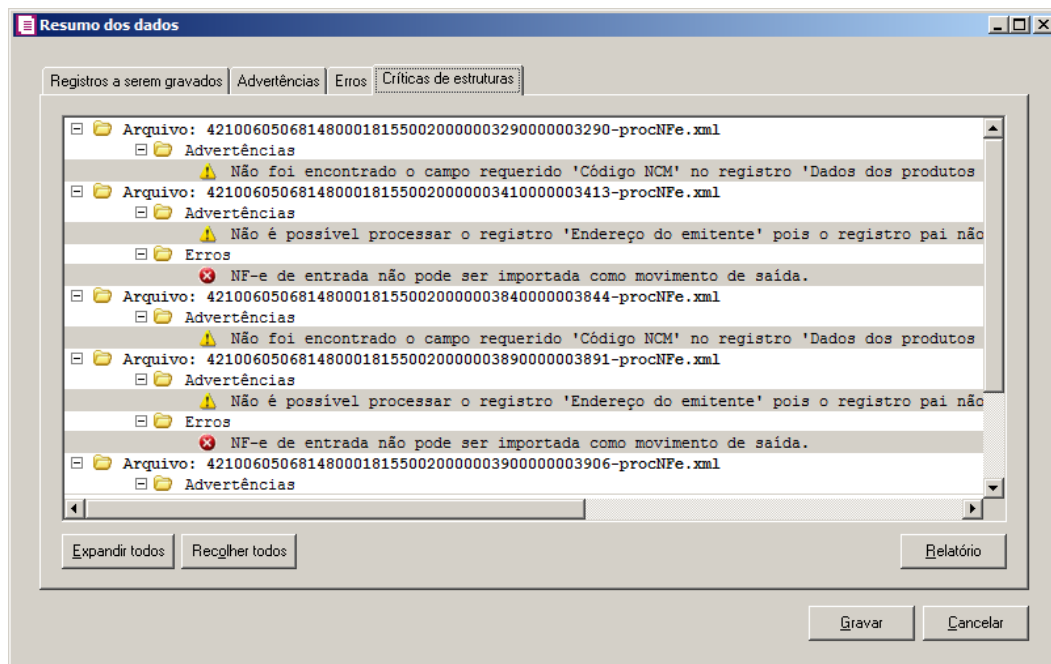 Resumo dos dados
Registros a serem gravados Advertências Erros Críticas de estruturas
Arquivo: 42100605068148000181550020000003290000003290-procNFe.xml
Advertências
Não foi encontrado o campo requerido 'Código NCM' no registro 'Dados dos produtos
Arquivo: 42100605068148000181550020000003410000003413-procNFe.xml
Advertências
Não é possível processar o registro 'Endereço do emitente' pois o registro pai não
Erros
NF-e de entrada não pode ser importada como movimento de saída.
Arquivo: 42100605068148000181550020000003840000003844-procNFe.xml
Advertências
Não foi encontrado o campo requerido 'Código NCM' no registro 'Dados dos produtos
Arquivo: 42100605068148000181550020000003890000003891-procNFe.xml
Advertências
Não é possível processar o registro 'Endereço do emitente' pois o registro pai não
Erros
NF-e de entrada não pode ser importada como movimento de saída.
Arquivo: 42100605068148000181550020000003900000003906-procNFe.xml
Advertências
Expandir todos Recolher todos Relatório
Gravar Cancelar